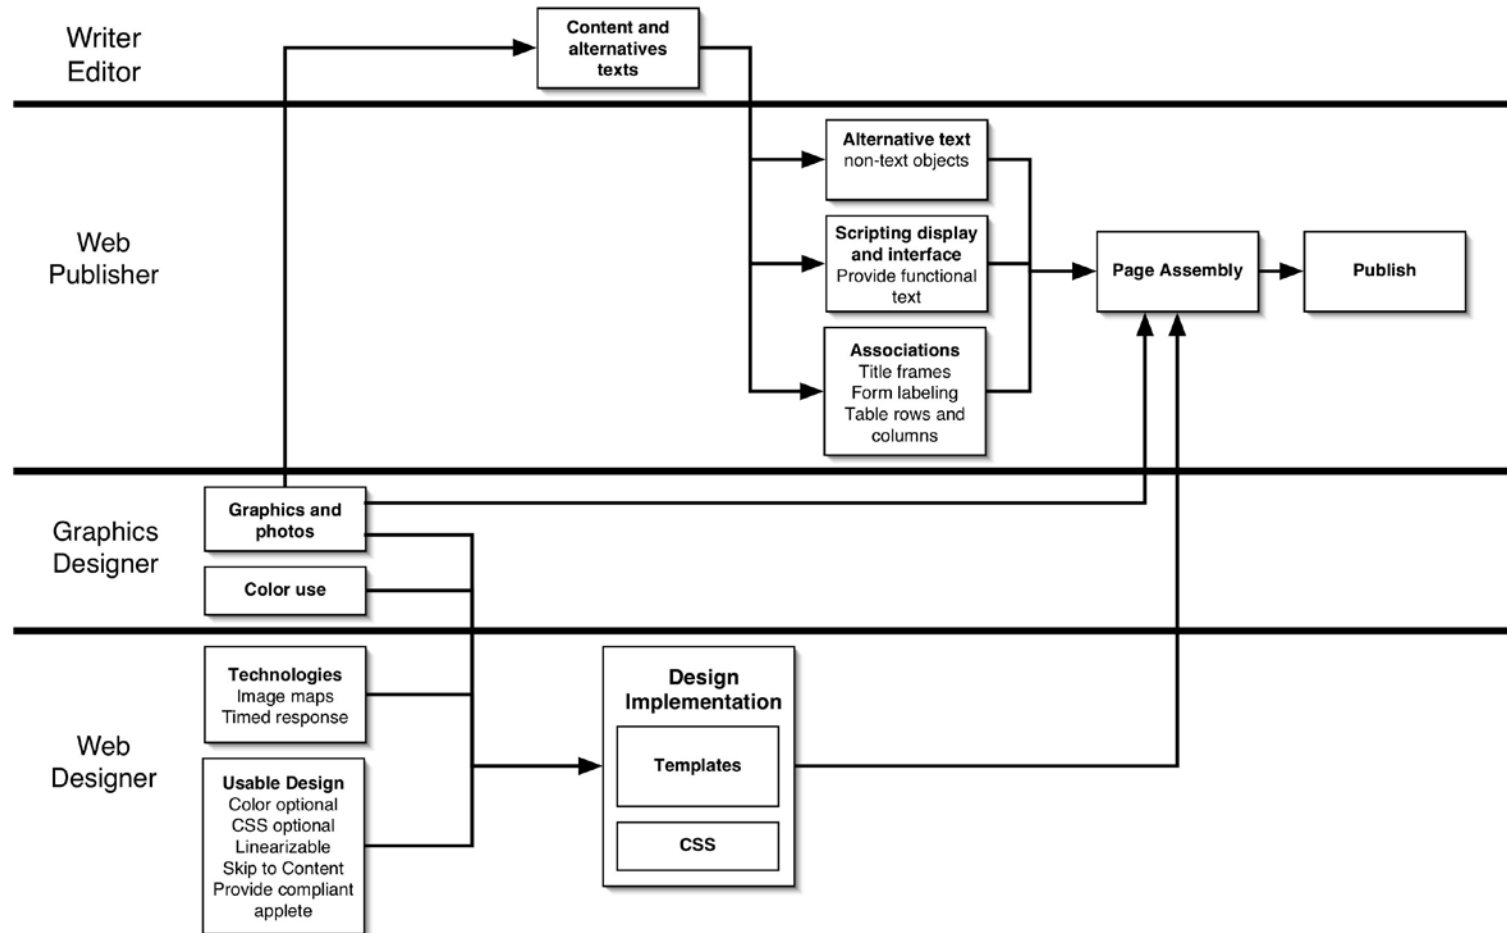 Writer
Editor
Content and
alternatives
texts
Web
Publisher
Alternative text
non-text objects
Scripting display
and interface
Provide functional
text
Associations
Title frames
Form labeling
Table rows and
columns
Page Assembly
Publish
Graphics
Designer
Graphics and
photos
Color use
Web
Designer
Technologies
Image maps
Timed response
Usable Design
Color optional
CSS optional
Linearizable
Skip to Content
Provide compliant
applete
Design
Implementation
Templates
CSS